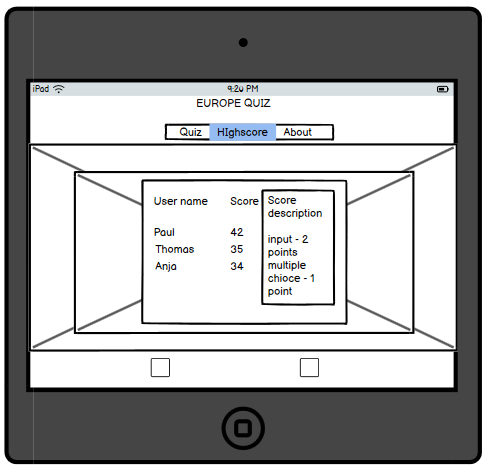 iPad 9:20 PM
EUROPE QUIZ
Quiz HIghscore About
User name Score
Paul 42
Thomas 35
Anja 34
Score
description
input - 2
points
multiple
chioce - 1
point